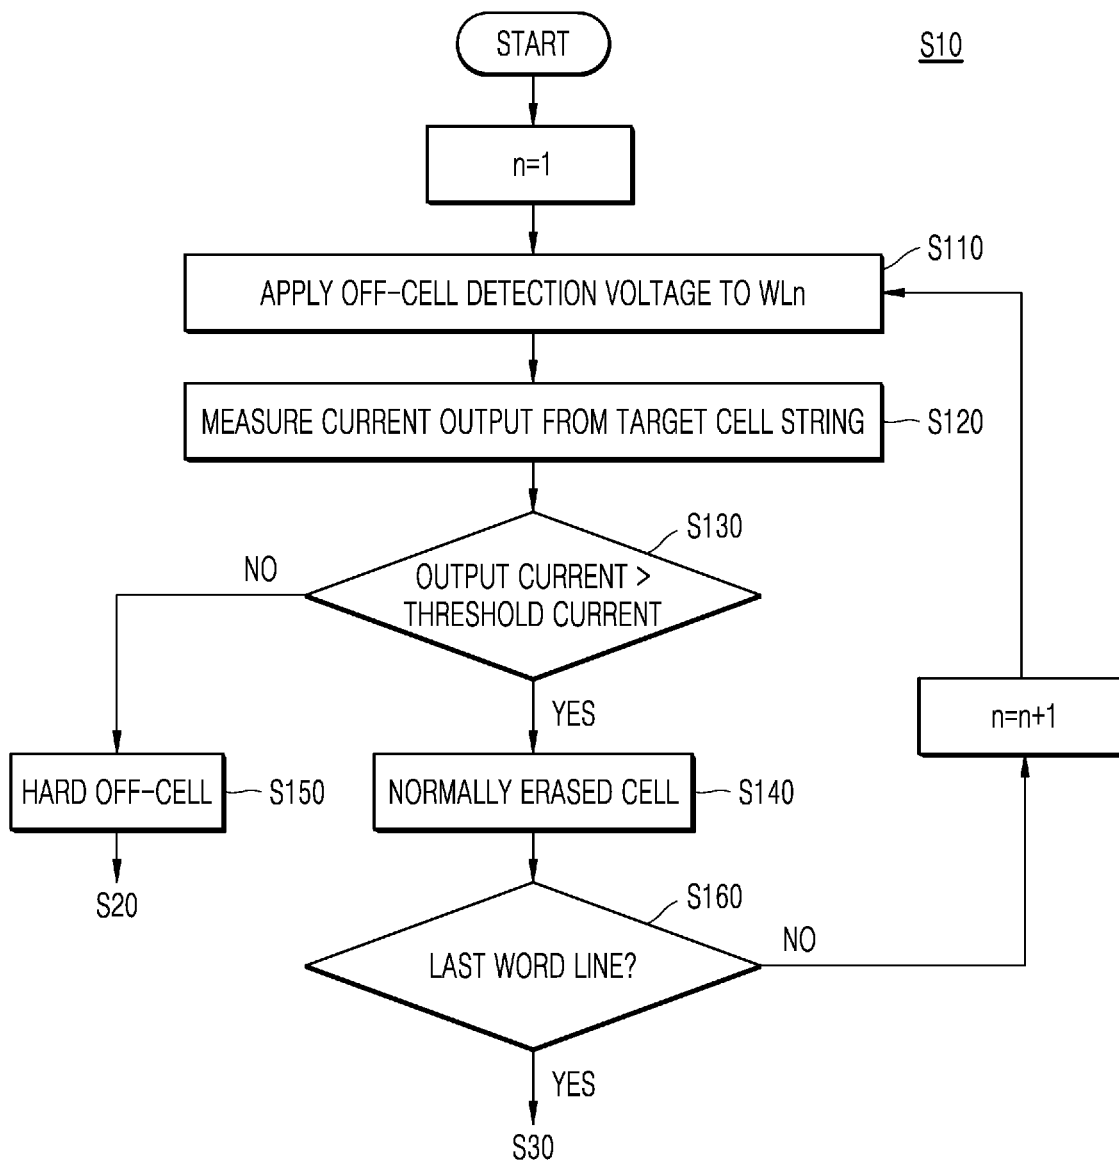 START
S10
n=1
S110
APPLY OFF-CELL DETECTION VOLTAGE TO WLn
MEASURE CURRENT OUTPUT FROM TARGET CELL STRING
S120
S130
NO
OUTPUT CURRENT >
THRESHOLD CURRENT
YES
n=n+1
HARD OFF-CELL
S150
NORMALLY ERASED CELL
S140
S20
S160
NO
LAST WORD LINE?
YES
S30